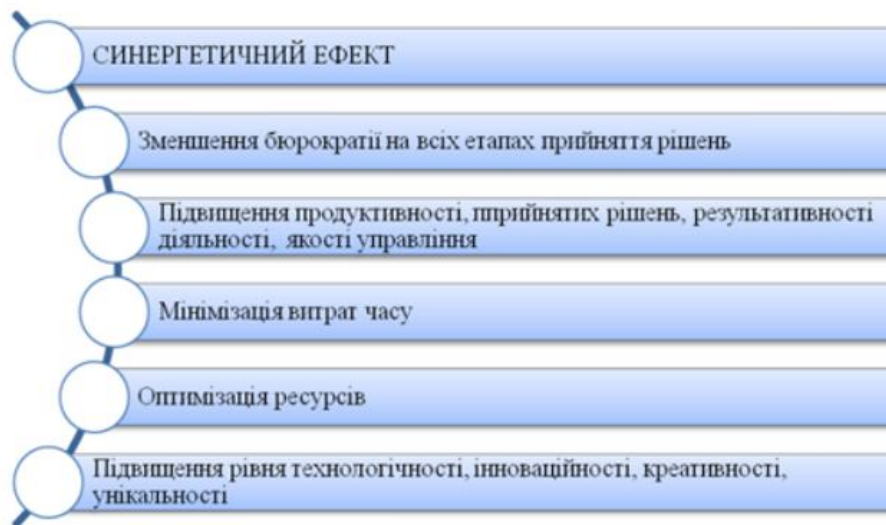 СИНЕРГЕТИЧНИЙ ЕФЕКТ
Зменшення бюрократії на всіх етапах прийняття рішень
Підвищення продуктивності, пприйнятих рішень, результативності
діяльності, якості управління
Мінімізація витрат часу
Оптимізація ресурсів
Підвищення рівня технологічності, інноваційності, креативності,
унікальності